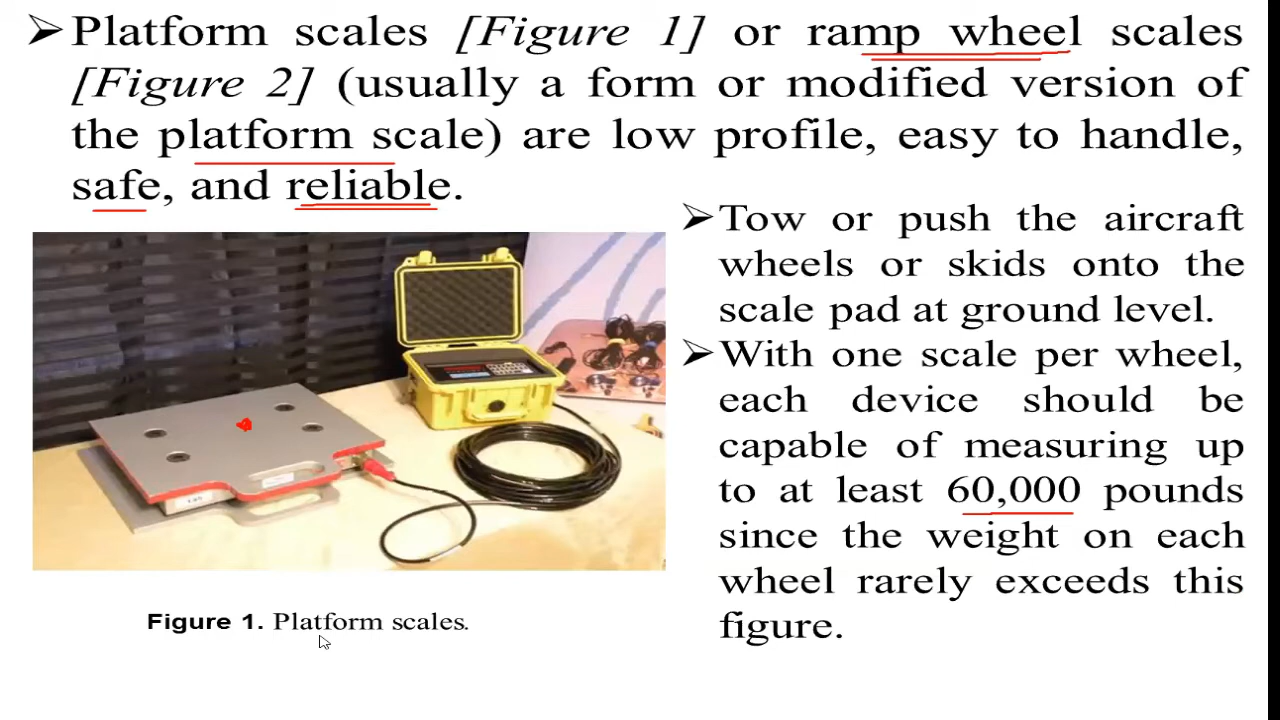 ➢Platform scales [Figure 1] or ramp wheel scales
[Figure 2] (usually a form or modified version of
the platform scale) are low profile, easy to handle,
safe, and reliable.
➢Tow or push the aircraft
wheels or skids onto the
scale pad at ground level.
➢With one scale per wheel,
each device should be
capable of measuring up
to at least 60,000 pounds
since the weight on each
wheel rarely exceeds this
figure.
Figure 1. Platform scales.